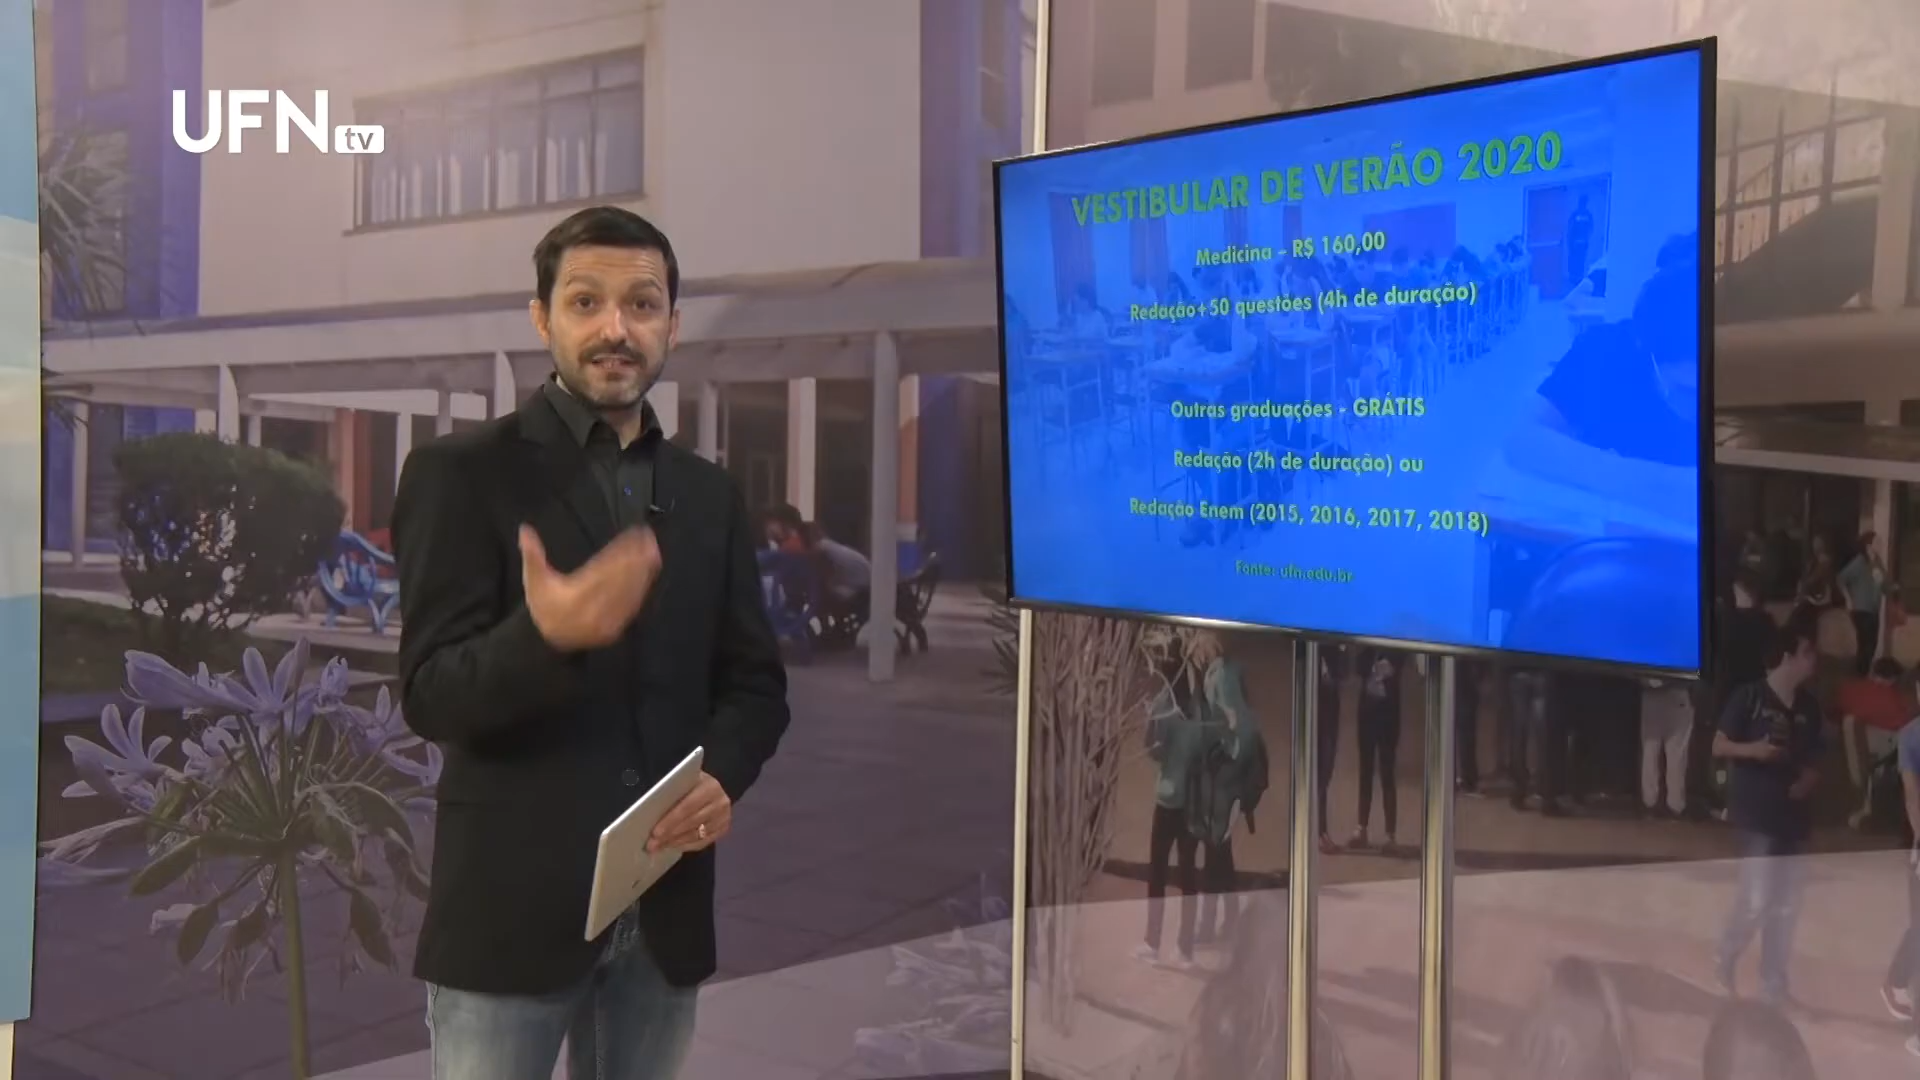 UFN tv
VESTIBULAR DE VERÃO 2020
Medicina - R$ 160,00
Redação+50 questões (4h de duração)
Outras graduações - GRÁTIS
Redação (2h de duração) ou
Redação Enem (2015, 2016, 2017, 2018)
Fonte: ufn.edu.br